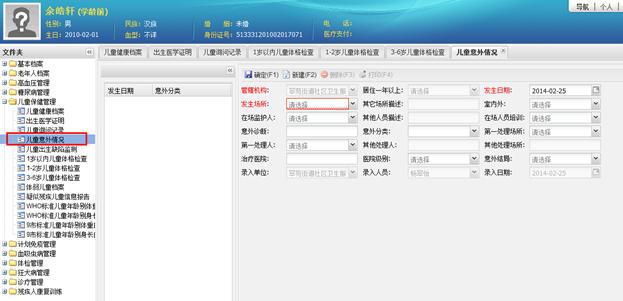 导航 | 个人 |
余皓轩 (学龄前)
性别: 男 民族: 汉族 婚 姻: 未婚 电 话:
生日: 2010-02-01 血型: 不详 身份证号: 513331201002017071 医疗支付:
文件夹
儿童健康档案 出生医学证明 儿童询问记录 1岁以内儿童体格检查 1-2岁儿童体格检查 3-6岁儿童体格检查 儿童意外情况
基本档案
老年人档案
高血压管理
糖尿病管理
儿童保健管理
儿童健康档案
出生医学证明
儿童询问记录
儿童意外情况
儿童出生缺陷监测
1岁以内儿童体格检查
1-2岁儿童体格检查
3-6岁儿童体格检查
体弱儿童档案
疑似残疾儿童信息报告
WHO标准儿童年龄别体重
WHO标准儿童年龄别身长
9市标准儿童年龄别体重
9市标准儿童年龄别身长
计划免疫管理
血吸虫病管理
体检管理
狂犬病管理
诊疗管理
残疾人康复训练
发生日期 意外分类
确定(F1) 新建(F2) 删除(F3) 打印(F4)
管辖机构: 居住一年以上: 请选择 发生日期: 2014-02-25
发生场所: 请选择 其它场所描述: 室内外: 请选择
在场监护人: 请选择 其他人员描述: 在场人员培训: 请选择
意外诊断: 意外分类: 请选择 第一处理场所: 请选择
第一处理人: 请选择 其他处理人: 其他处理场所:
治疗医院: 医院级别: 请选择 意外结局: 请选择
录入单位: 录入人员: 录入日期: 2014-02-25